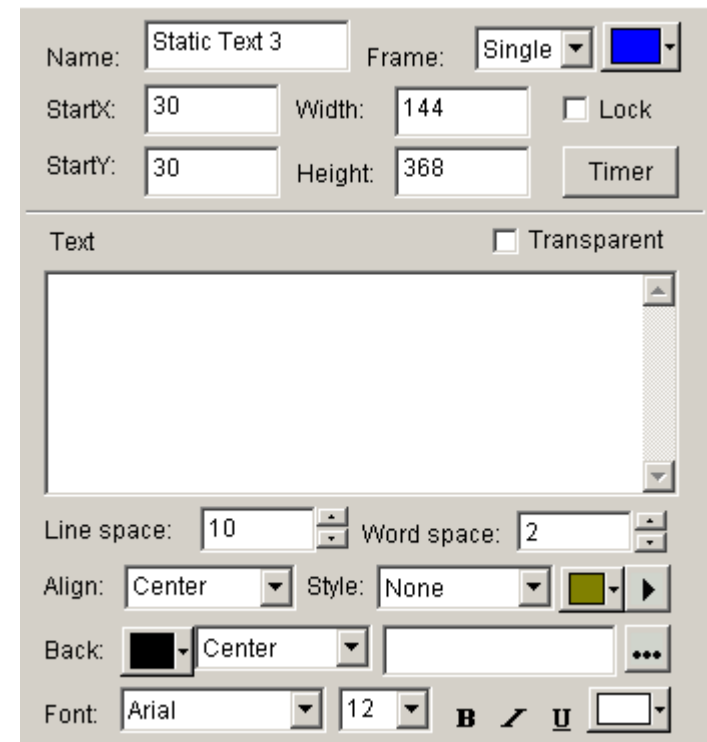 Name: Static Text 3 Frame: Single
StartX: 30 Width: 144 Lock
StartY: 30 Height: 368 Timer
Text Transparent
Line space: 10 Word space: 2
Align: Center Style: None
Back: Center
Font: Arial 12 B I U